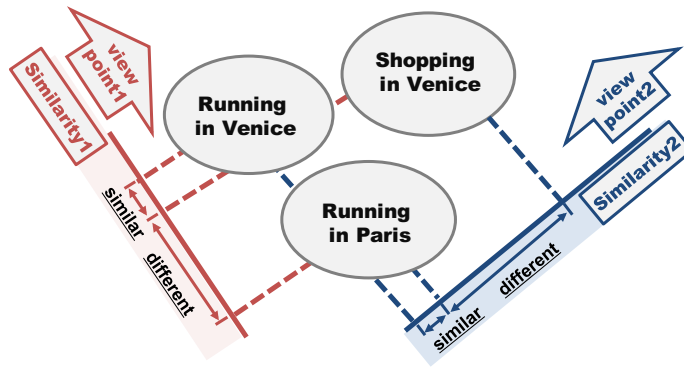 view
point1
Similarity1
Running
in Venice
Shopping
in Venice
view
point2
Similarity2
Running
in Paris
similar
different
different
similar